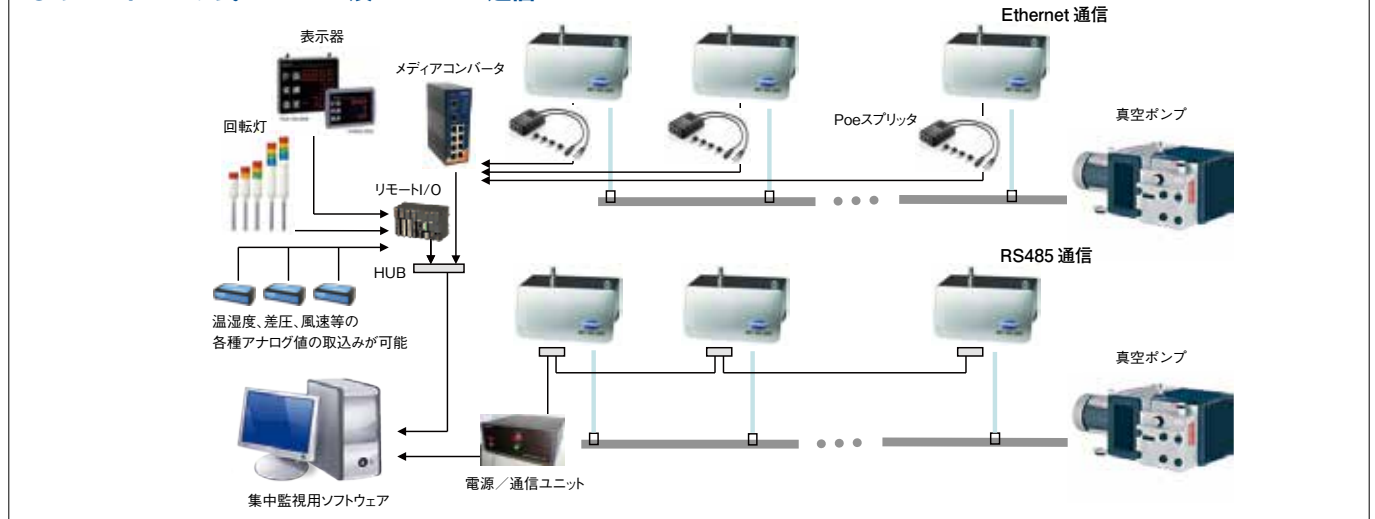 Ethernet 通信
表示器
メディアコンバータ
回転灯
Poeスプリッタ
真空ポンプ
リモートI/O
HUB
RS485 通信
温湿度、差圧、風速等の
各種アナログ値の取込みが可能
真空ポンプ
電源／通信ユニット
集中監視用ソフトウェア